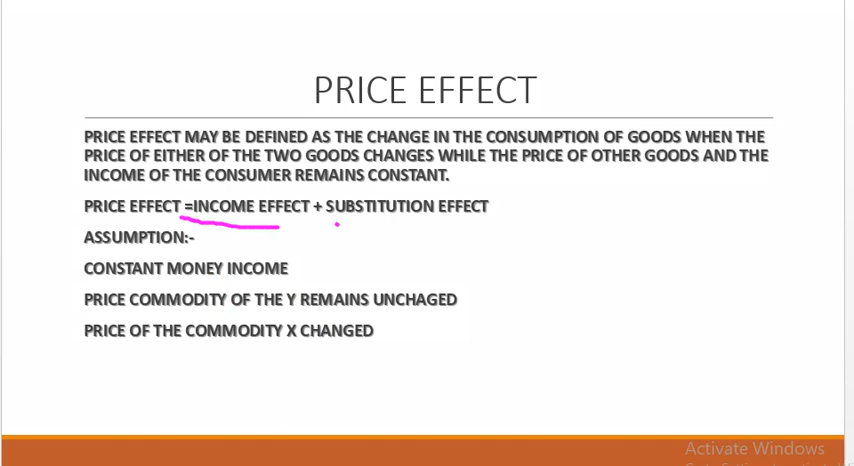 PRICE EFFECT
PRICE EFFECT MAY BE DEFINED AS THE CHANGE IN THE CONSUMPTION OF GOODS WHEN THE
PRICE OF EITHER OF THE TWO GOODS CHANGES WHILE THE PRICE OF OTHER GOODS AND THE
INCOME OF THE CONSUMER REMAINS CONSTANT.
PRICE EFFECT =INCOME EFFECT + SUBSTITUTION EFFECT
ASSUMPTION:-
CONSTANT MONEY INCOME
PRICE COMMODITY OF THE Y REMAINS UNCHAGED
PRICE OF THE COMMODITY X CHANGED
Activate Windows